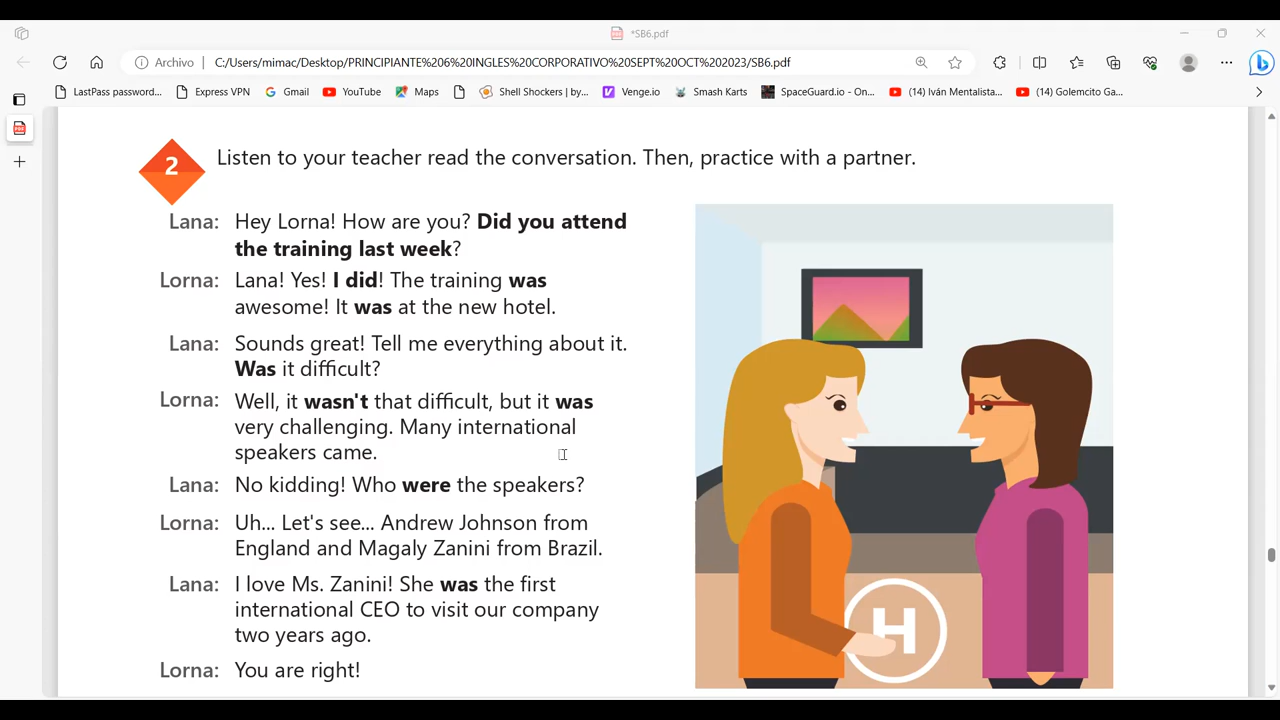 *SB6.pdf
Archivo
C:/Users/mimac/Desktop/PRINCIPIANTE%206%20INGLES%20CORPORATIVO%20SEPT%20OCT%202023/SB6.pdf
LastPass password...
Express VPN
Gmail
YouTube
Maps
Shell Shockers | by...
Venge.io
Smash Karts
SpaceGuard.io - On...
(14) Iván Mentalista...
(14) Golemcito Ga...
2
Listen to your teacher read the conversation. Then, practice with a partner.
Lana: Hey Lorna! How are you? Did you attend
the training last week?
Lorna: Lana! Yes! I did! The training was
awesome! It was at the new hotel.
Lana: Sounds great! Tell me everything about it.
Was it difficult?
Lorna: Well, it wasn't that difficult, but it was
very challenging. Many international
speakers came.
Lana: No kidding! Who were the speakers?
Lorna: Uh... Let's see... Andrew Johnson from
England and Magaly Zanini from Brazil.
Lana: I love Ms. Zanini! She was the first
international CEO to visit our company
two years ago.
Lorna: You are right!
H